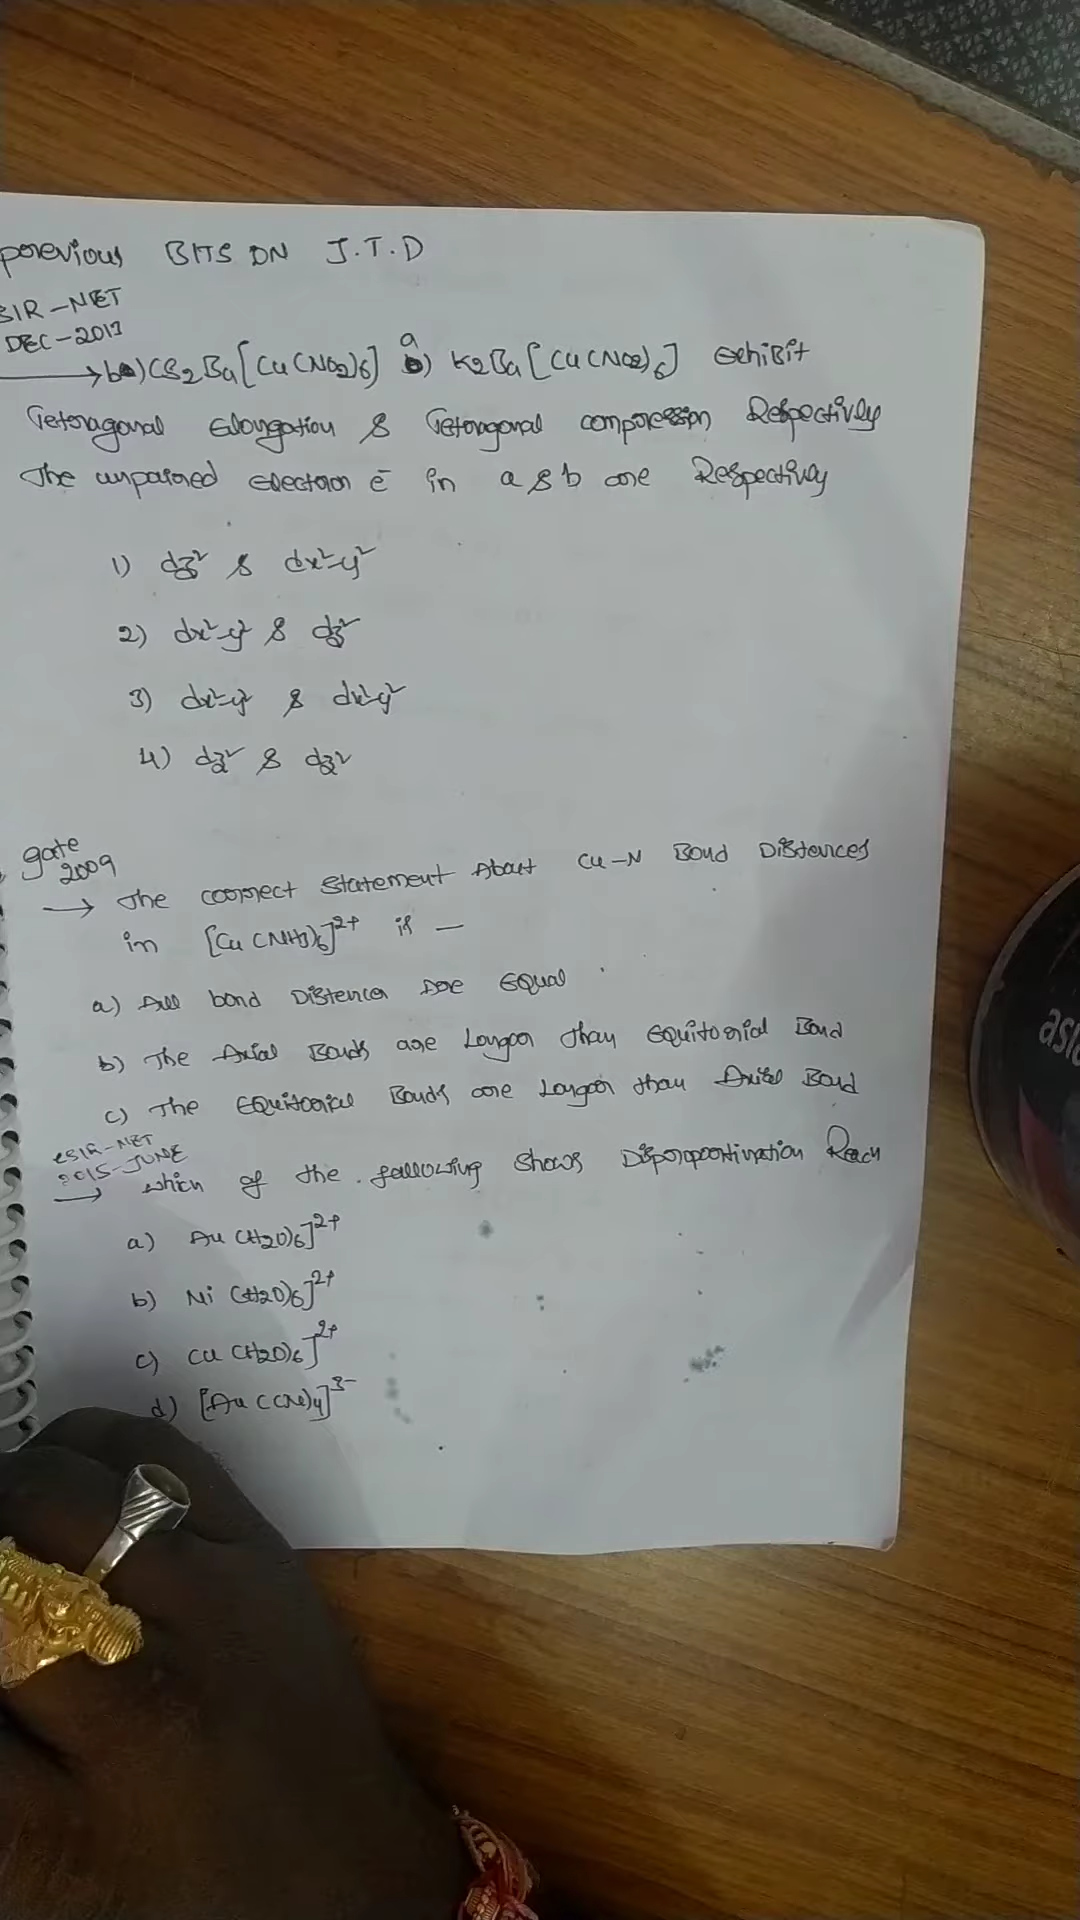 previous BITS ON J.T.D
SIR-NET
DEC-2017
→ b) CS2Ba[Cu(NO2)6] a) K2Ba[Cu(NO2)6] Exhibit
Tetragonal Elongation & Tetragonal compression Respectively
The unpaired electron ē in a & b are Respectivly
1) dz² & dx²-y²
2) dx²-y² & dz²
3) dx²-y² & dx²-y²
4) dz² & dz²
gate
2009
→ The correct statement About Cu-N Bond Distances
in [Cu(NH3)6]²⁺ is —
a) All bond Distences are Equal
b) The Axial Bonds are Longer than Equitorial Bond
c) The Equitorial Bonds are Longer than Axial Bond
CSIR-NET
2015-JUNE
→ which of the following shows Disproportination Reacn
a) Au(H2O)6]²⁺
b) Ni(H2O)6]²⁺
c) Cu(H2O)6]²⁺
d) [Au(CN)4]³⁻
asi